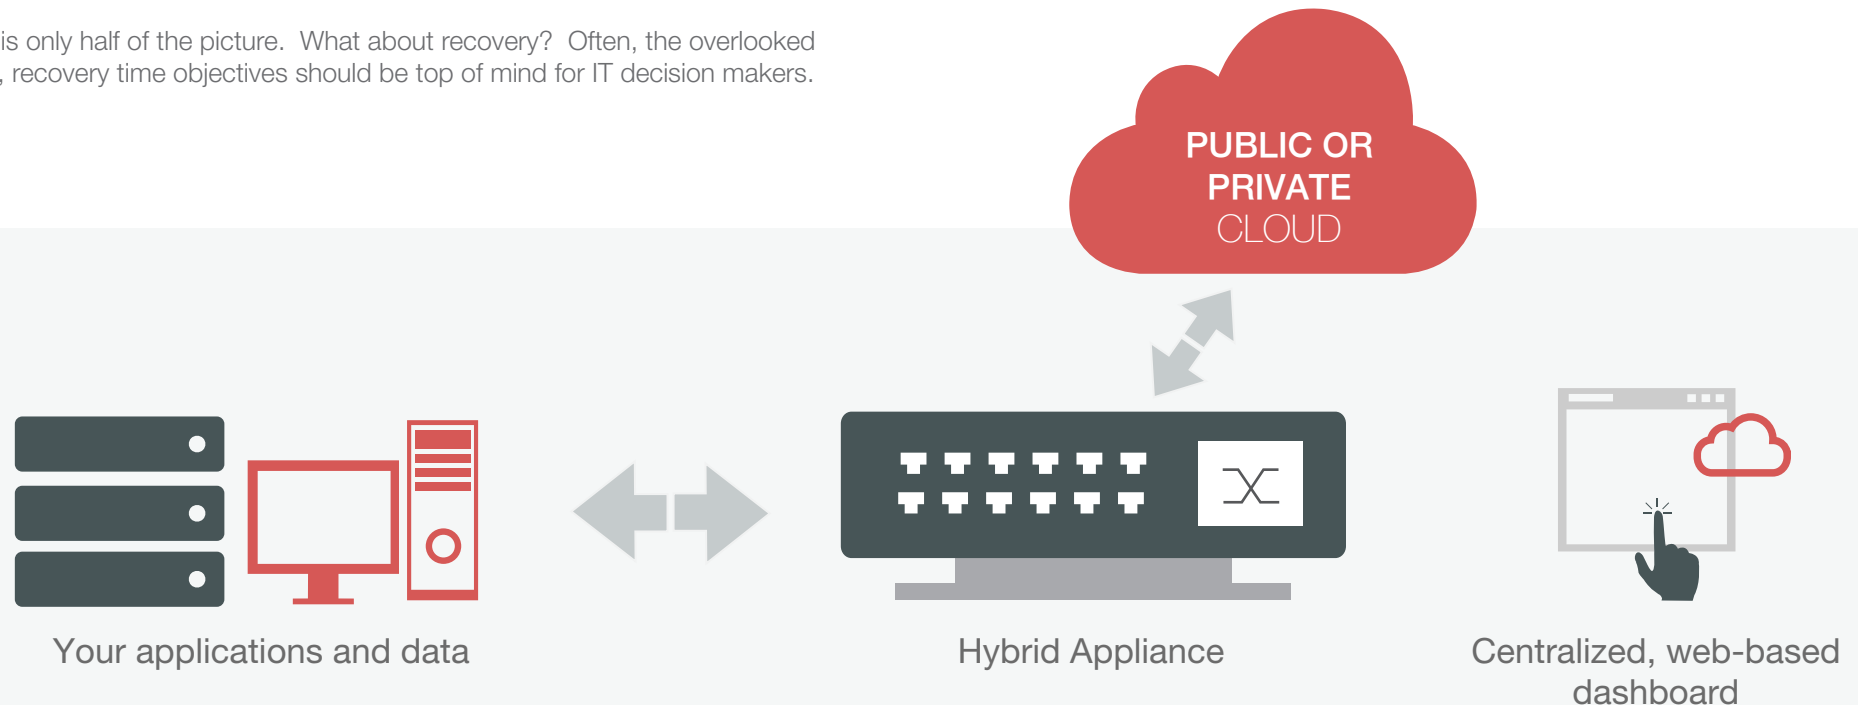 is only half of the picture.  What about recovery?  Often, the overlooked
, recovery time objectives should be top of mind for IT decision makers.
PUBLIC OR
PRIVATE
CLOUD
Your applications and data
Hybrid Appliance
Centralized, web-based
dashboard